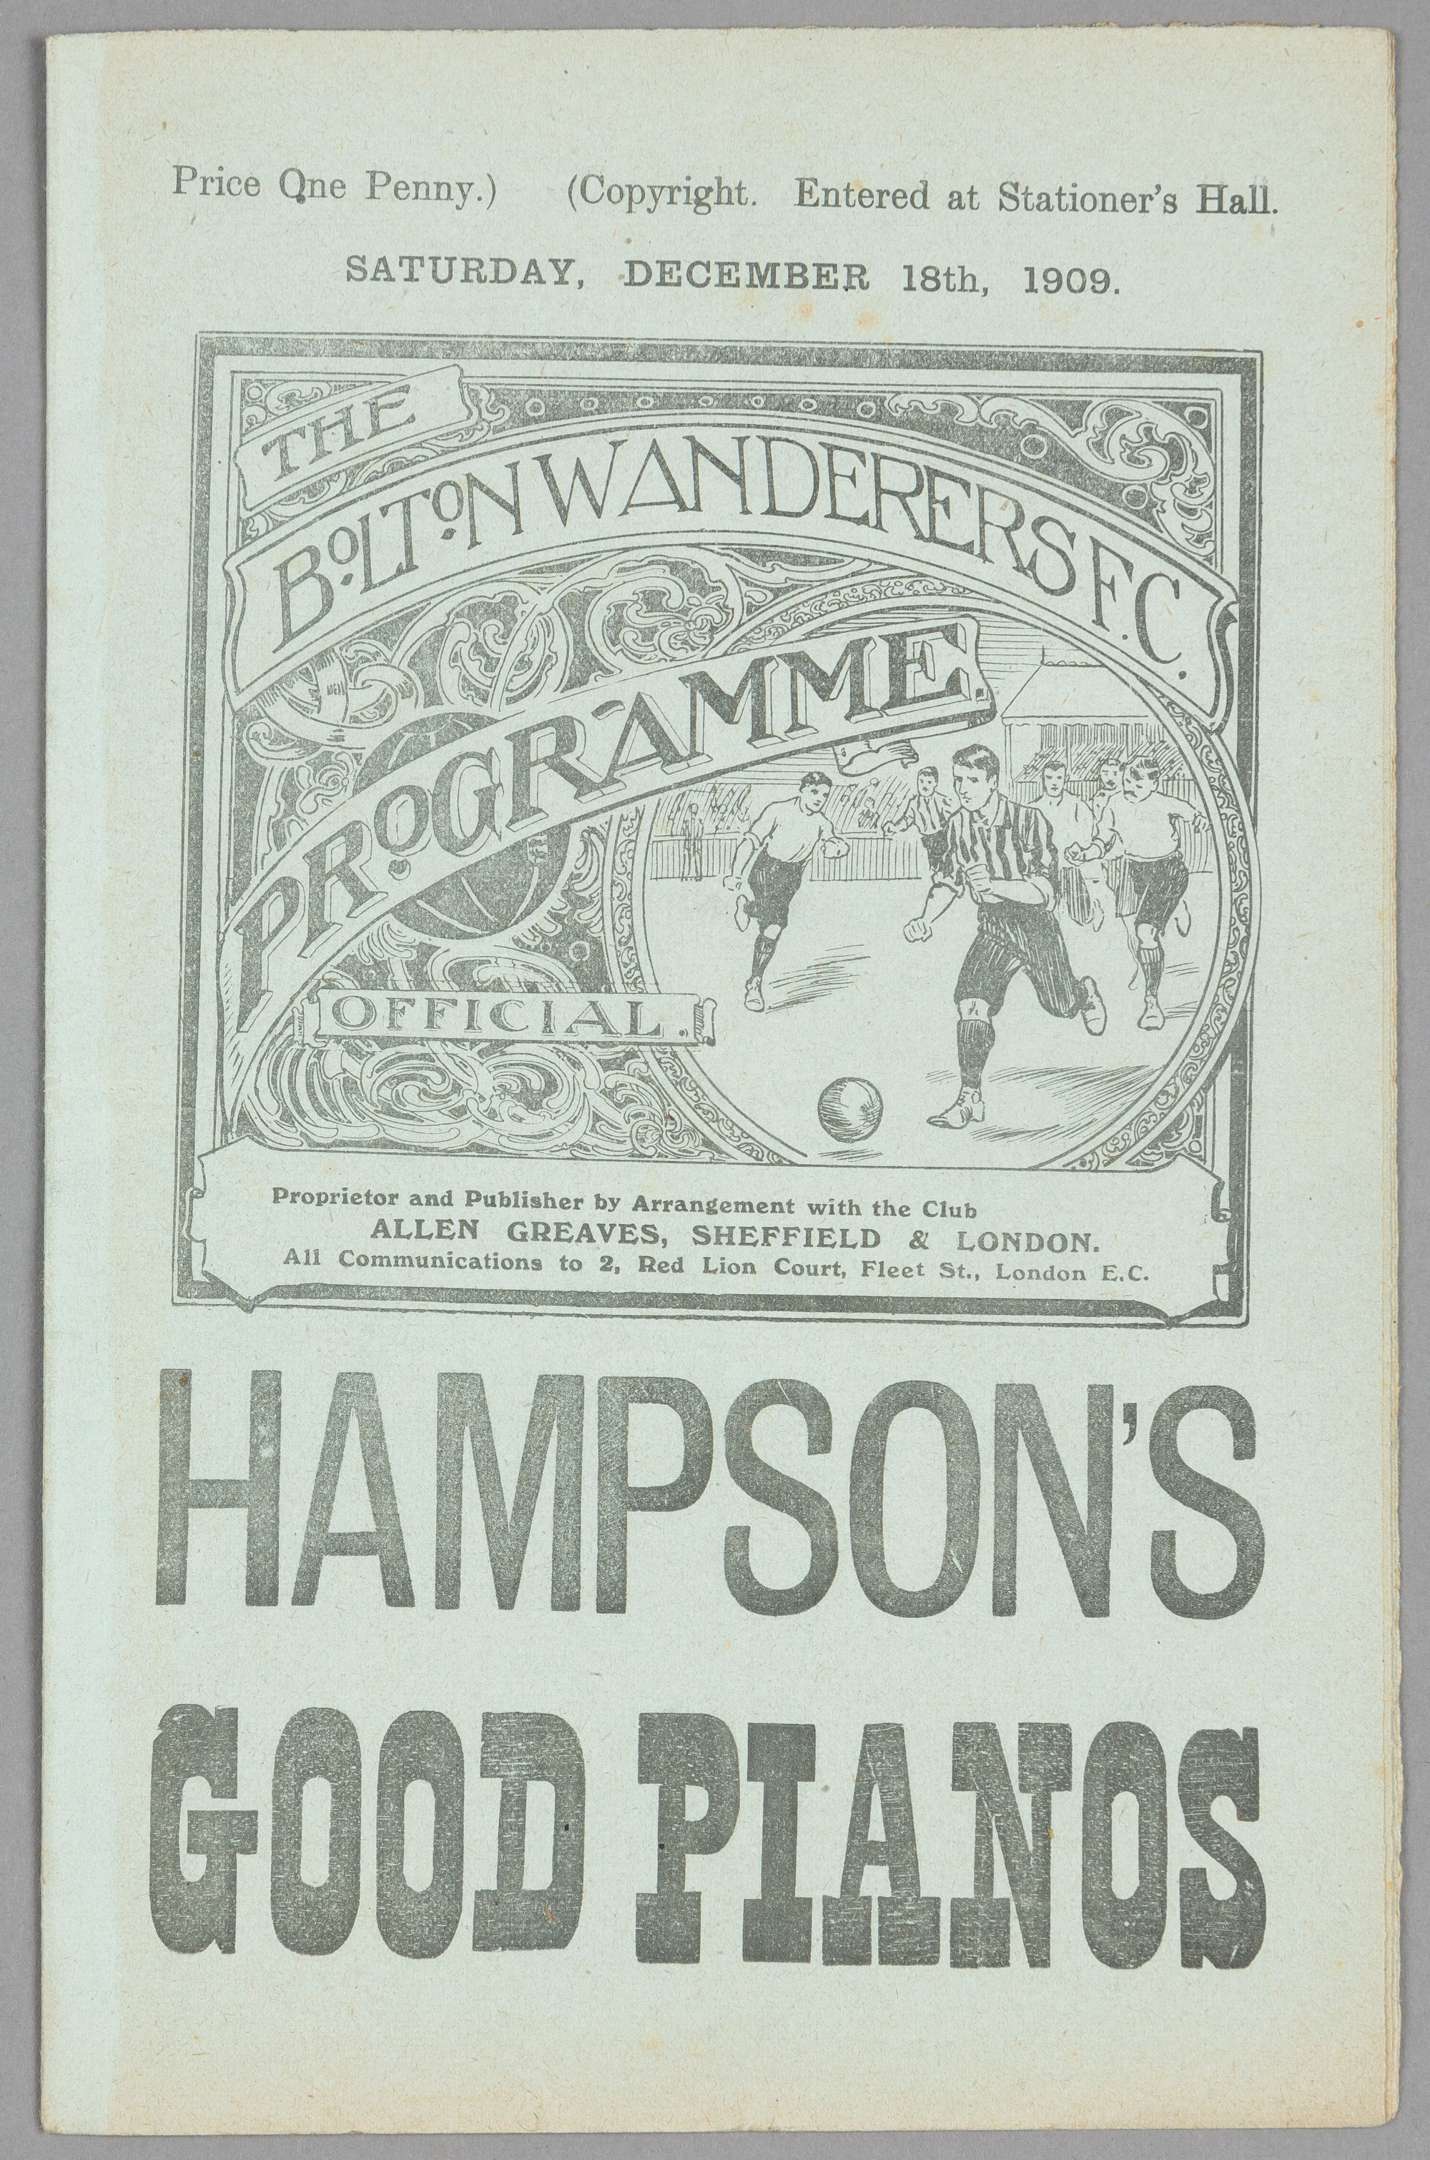 Price One Penny.) (Copyright. Entered at Stationer's Hall.
SATURDAY, DECEMBER 18th, 1909.
THE
BOLTON WANDERERS F.C.
PROGRAMME.
OFFICIAL.
Proprietor and Publisher by Arrangement with the Club
ALLEN GREAVES, SHEFFIELD & LONDON.
All Communications to 2, Red Lion Court, Fleet St., London E.C.
HAMPSON'S
GOOD PIANOS